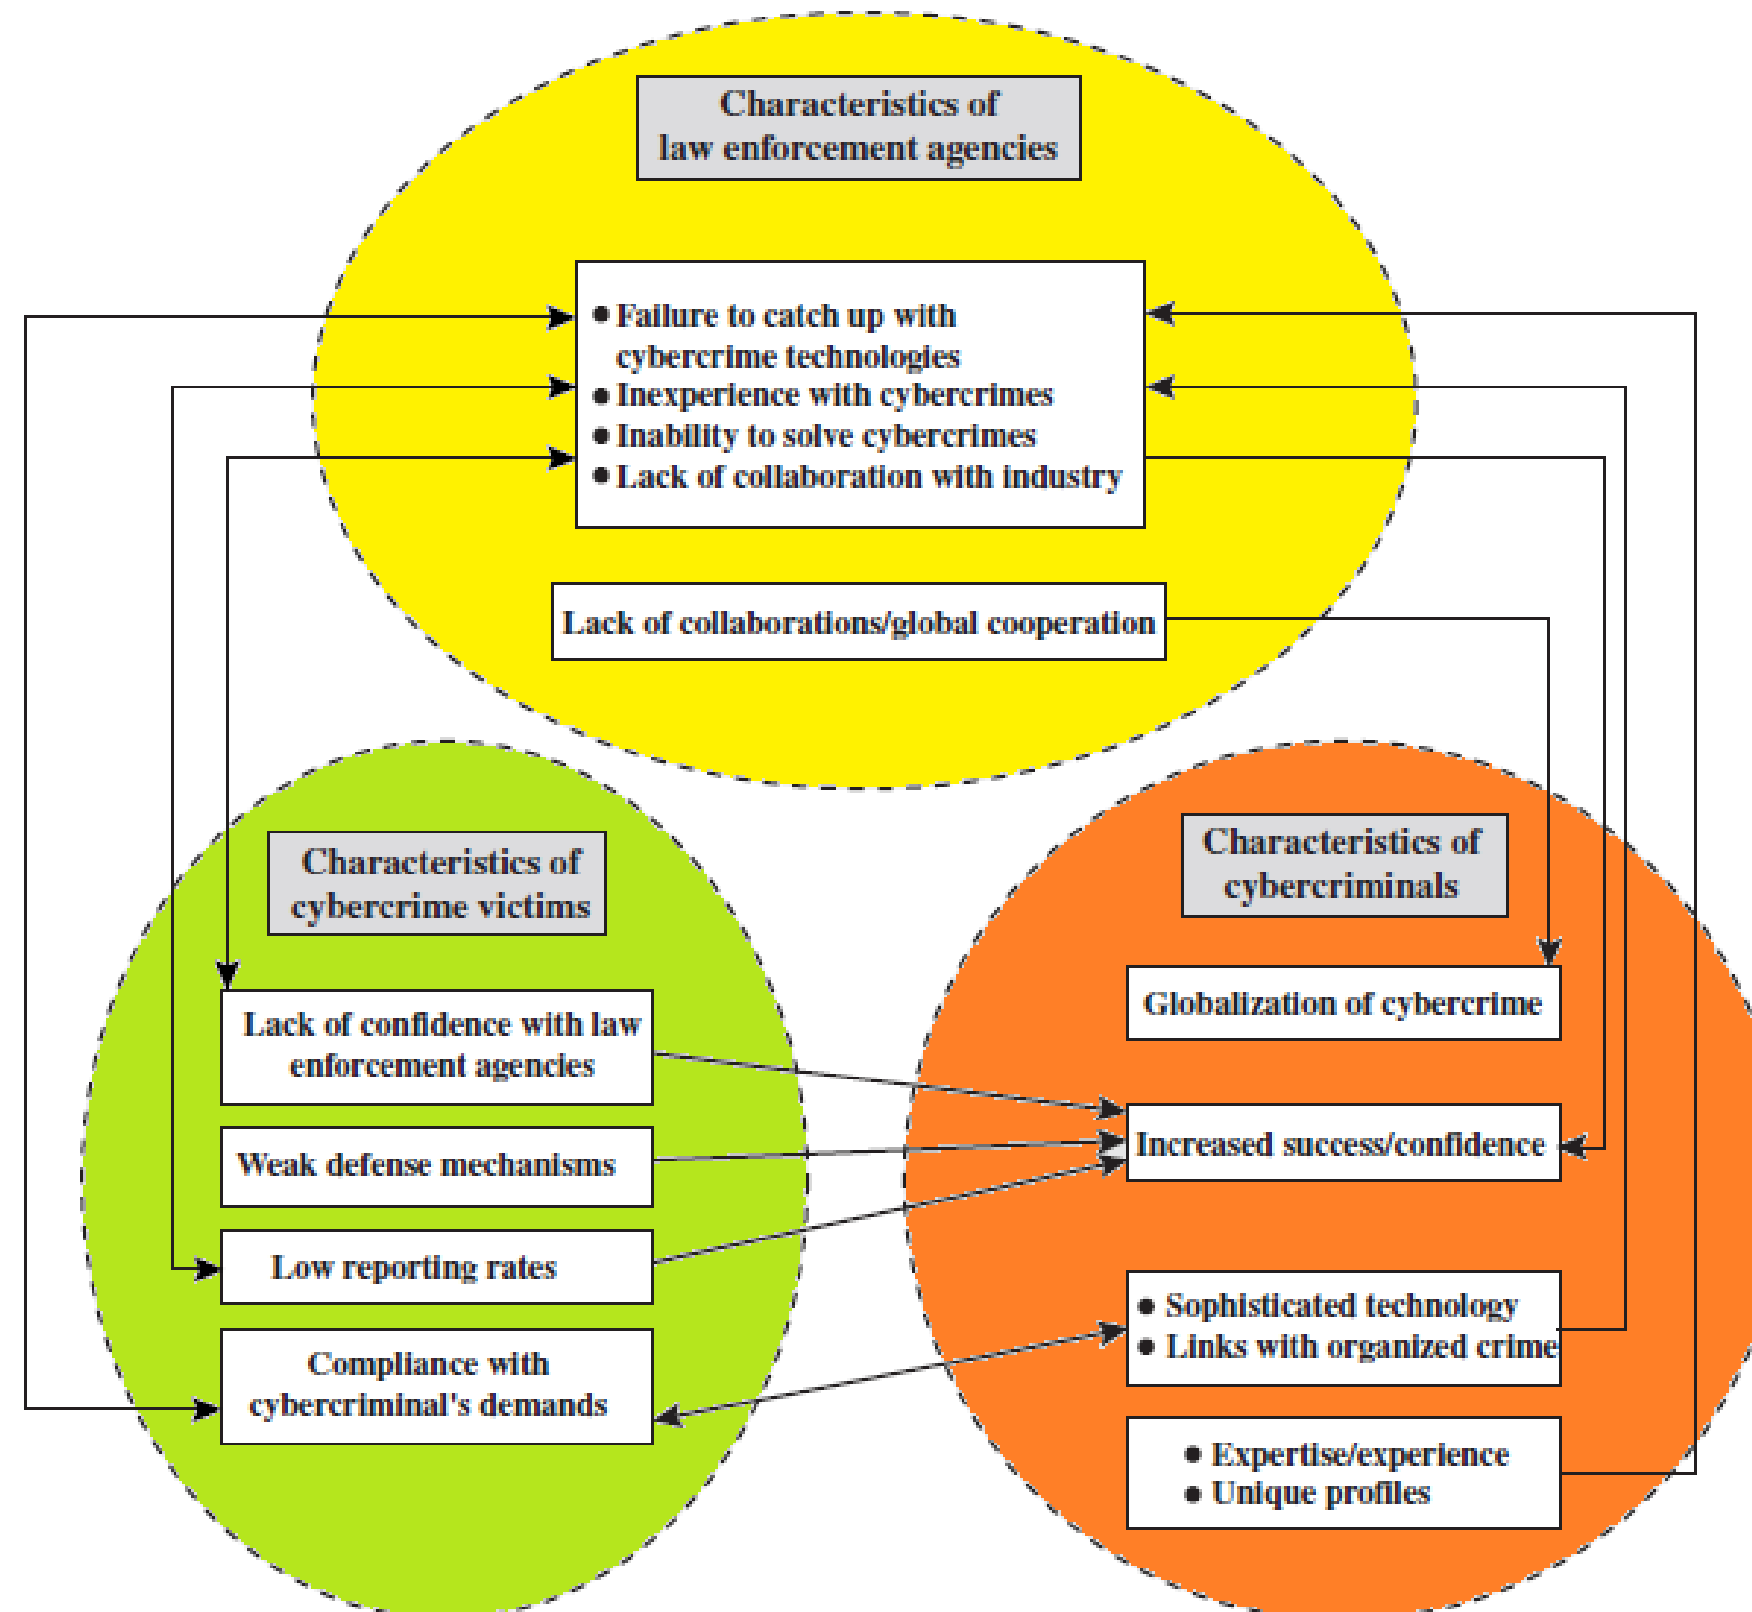 Characteristics of
law enforcement agencies
● Failure to catch up with
cybercrime technologies
● Inexperience with cybercrimes
● Inability to solve cybercrimes
● Lack of collaboration with industry
Lack of collaborations/global cooperation
Characteristics of
cybercrime victims
Lack of confidence with law
enforcement agencies
Weak defense mechanisms
Low reporting rates
Compliance with
cybercriminal's demands
Characteristics of
cybercriminals
Globalization of cybercrime
Increased success/confidence
● Sophisticated technology
● Links with organized crime
● Expertise/experience
● Unique profiles